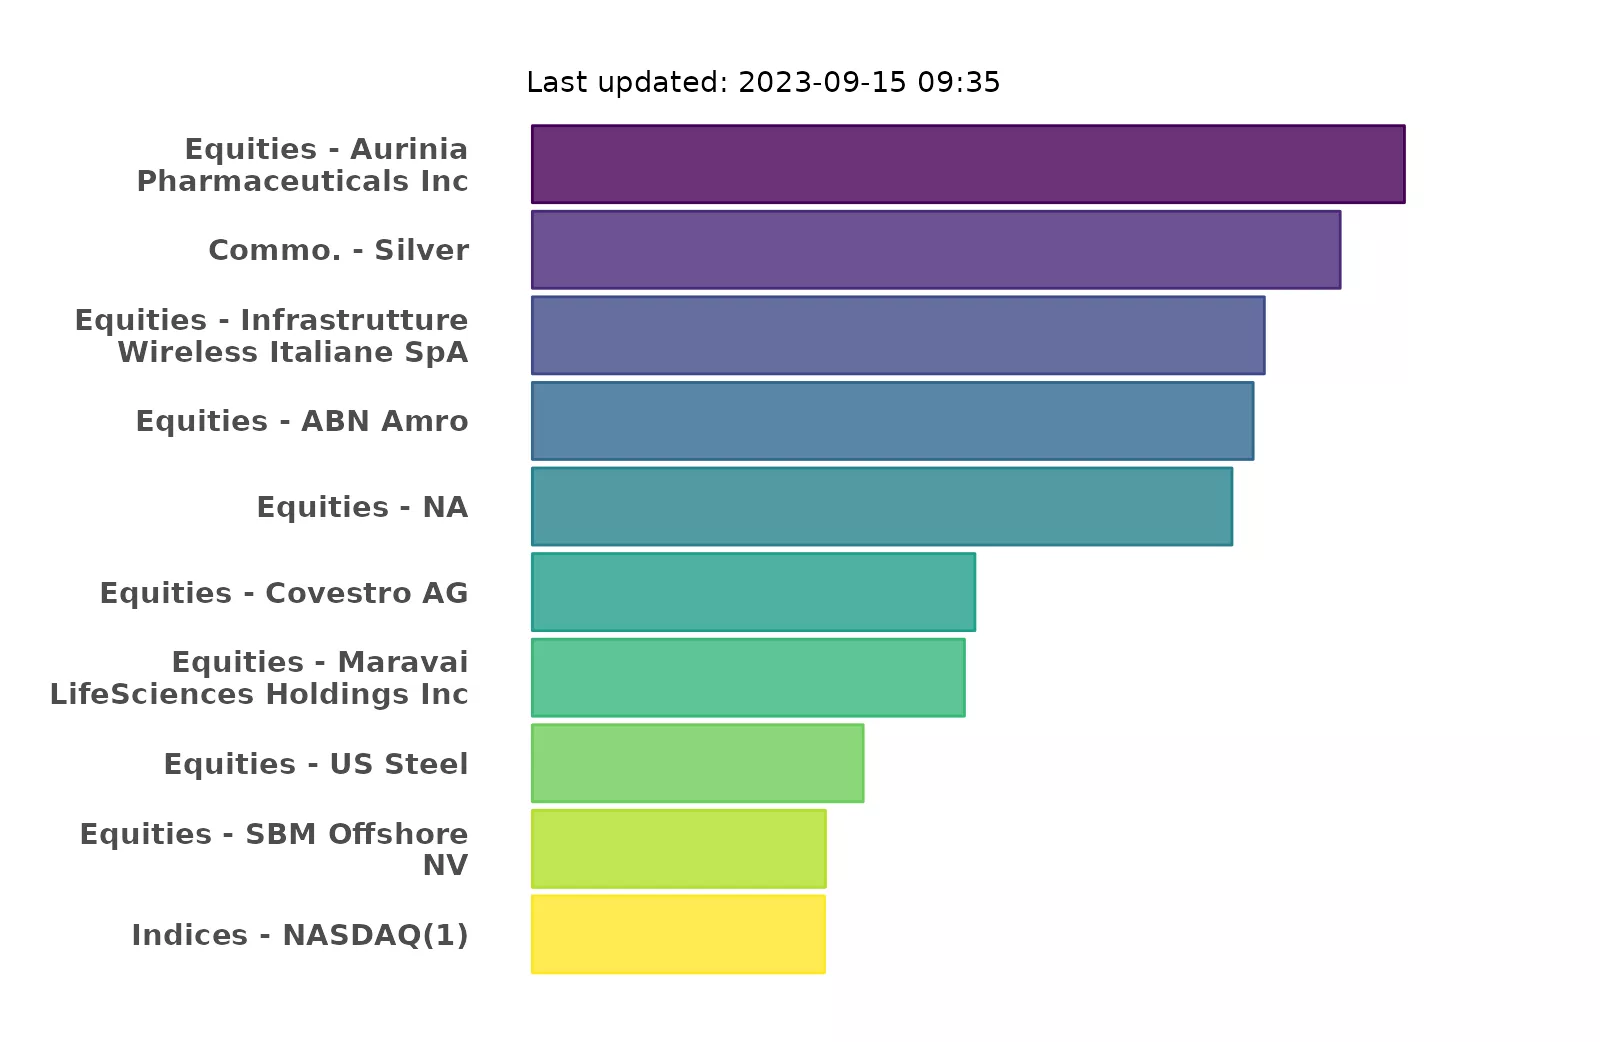 Last updated: 2023-09-15 09:35
Equities - Aurinia
Pharmaceuticals Inc
Commo. - Silver
Equities - Infrastrutture
Wireless Italiane SpA
Equities - ABN Amro
Equities - NA
Equities - Covestro AG
Equities - Maravai
LifeSciences Holdings Inc
Equities - US Steel
Equities - SBM Offshore
NV
Indices - NASDAQ(1)